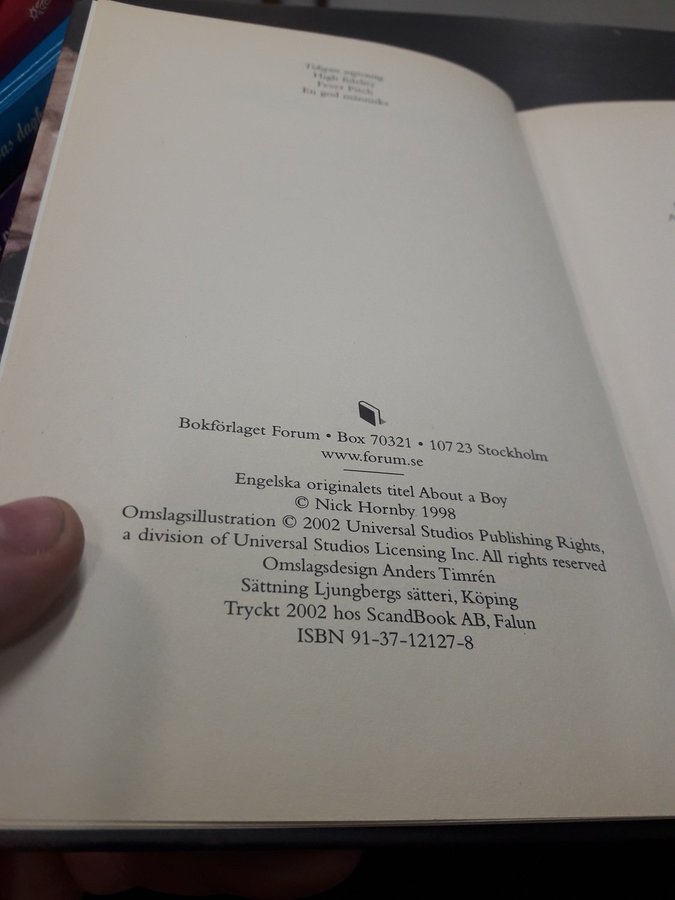 Tidigare utgivning
High fidelity
Fever Pitch
En god människa
Bokförlaget Forum • Box 70321 • 107 23 Stockholm
www.forum.se
Engelska originalets titel About a Boy
© Nick Hornby 1998
Omslagsillustration © 2002 Universal Studios Publishing Rights,
a division of Universal Studios Licensing Inc. All rights reserved
Omslagsdesign Anders Timrén
Sättning Ljungbergs sätteri, Köping
Tryckt 2002 hos ScandBook AB, Falun
ISBN 91-37-12127-8